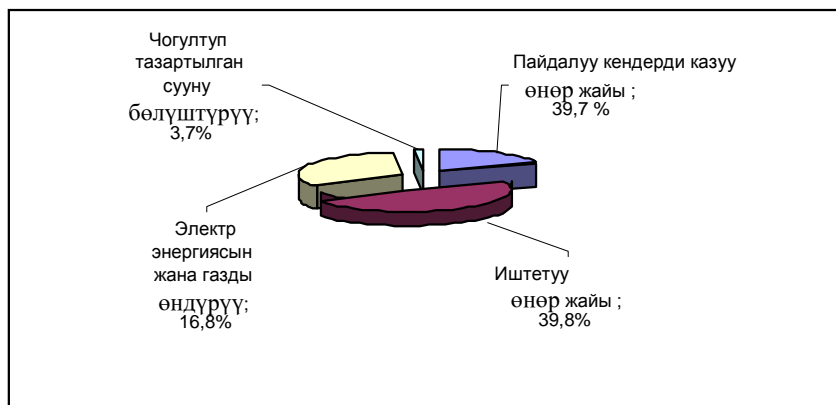 Чогултуп
тазартылган
сууну
бөлүштүрүү;
3,7%
Пайдалуу кендерди казуу
өнөр жайы ;
39,7 %
Электр
энергиясын
жана газды
өндүрүү;
16,8%
Иштетүү
өнөр жайы ;
39,8%